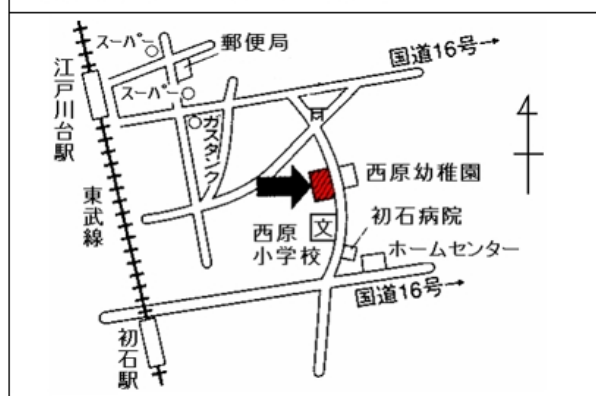 スーパー
郵便局
国道16号→
江戸川台駅
スーパー
ガスタンク
東武線
西原幼稚園
初石病院
西原
小学校
文
ホームセンター
国道16号→
初石駅